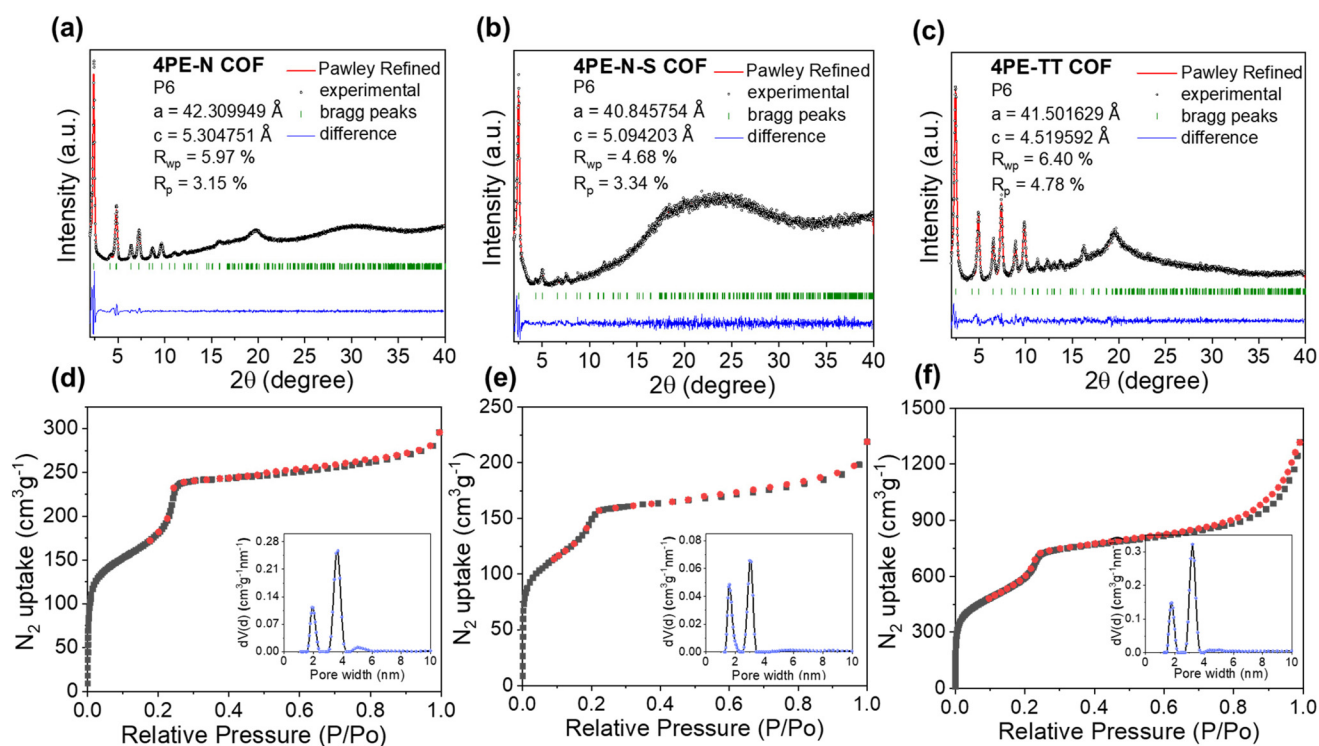 (a)
4PE-N COF
P6
a = 42.309949 Å
c = 5.304751 Å
Rwp = 5.97 %
Rp = 3.15 %
Pawley Refined
experimental
bragg peaks
difference
Intensity (a.u.)
5 10 15 20 25 30 35 40
2θ (degree)
(b)
4PE-N-S COF
P6
a = 40.845754 Å
c = 5.094203 Å
Rwp = 4.68 %
Rp = 3.34 %
Pawley Refined
experimental
bragg peaks
difference
Intensity (a.u.)
5 10 15 20 25 30 35 40
2θ (degree)
(c)
4PE-TT COF
P6
a = 41.501629 Å
c = 4.519592 Å
Rwp = 6.40 %
Rp = 4.78 %
Pawley Refined
experimental
bragg peaks
difference
Intensity (a.u.)
5 10 15 20 25 30 35 40
2θ (degree)
(d)
N2 uptake (cm3g-1)
300
250
200
150
100
50
0
0.0 0.2 0.4 0.6 0.8 1.0
Relative Pressure (P/Po)
dV(d) (cm3g-1nm-1)
0.28
0.21
0.14
0.07
0.00
0 2 4 6 8 10
Pore width (nm)
(e)
N2 uptake (cm3g-1)
250
200
150
100
50
0
0.0 0.2 0.4 0.6 0.8 1.0
Relative Pressure (P/Po)
dV(d) (cm3g-1nm-1)
0.08
0.06
0.04
0.02
0.00
0 2 4 6 8 10
Pore width (nm)
(f)
N2 uptake (cm3g-1)
1500
1200
900
600
300
0
0.0 0.2 0.4 0.6 0.8 1.0
Relative Pressure (P/Po)
dV(d) (cm3g-1nm-1)
0.3
0.2
0.1
0.0
0 2 4 6 8 10
Pore width (nm)